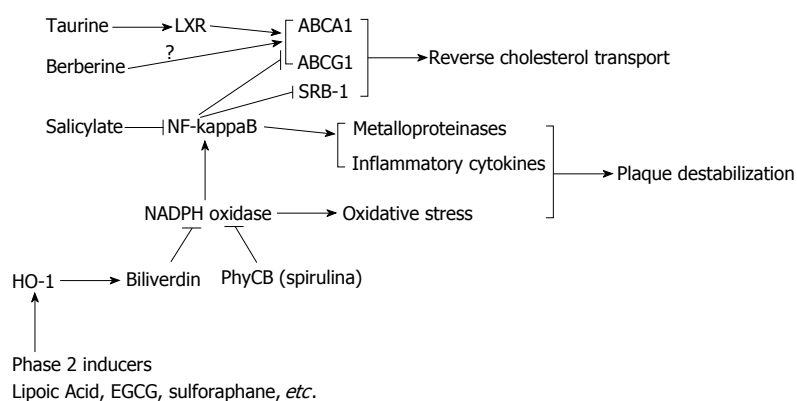 Taurine LXR ABCA1
?
Berberine ABCG1 Reverse cholesterol transport
SRB-1
Salicylate NF-kappaB Metalloproteinases
Inflammatory cytokines
Plaque destabilization
NADPH oxidase Oxidative stress
HO-1 Biliverdin PhyCB (spirulina)
Phase 2 inducers
Lipoic Acid, EGCG, sulforaphane, etc.